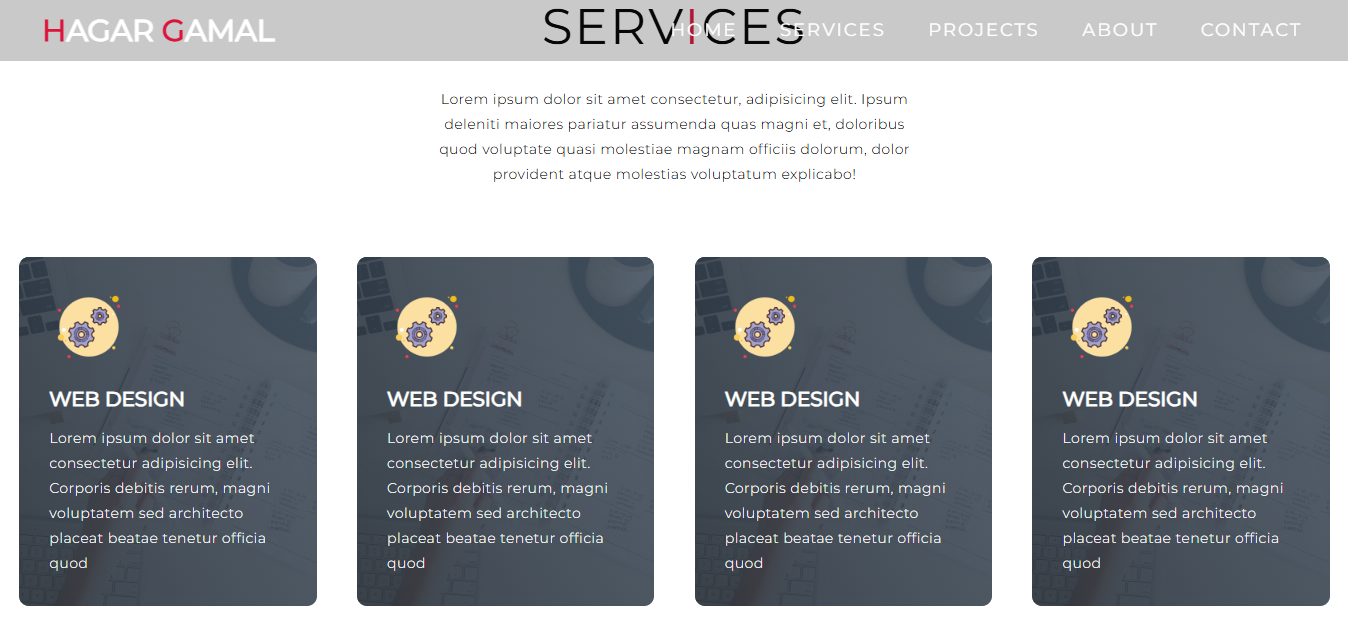 HAGAR GAMAL
SERVICES
HOME SERVICES PROJECTS ABOUT CONTACT
Lorem ipsum dolor sit amet consectetur, adipisicing elit. Ipsum
deleniti maiores pariatur assumenda quas magni et, doloribus
quod voluptate quasi molestiae magnam officiis dolorum, dolor
provident atque molestias voluptatum explicabo!
WEB DESIGN
Lorem ipsum dolor sit amet
consectetur adipisicing elit.
Corporis debitis rerum, magni
voluptatem sed architecto
placeat beatae tenetur officia
quod
WEB DESIGN
Lorem ipsum dolor sit amet
consectetur adipisicing elit.
Corporis debitis rerum, magni
voluptatem sed architecto
placeat beatae tenetur officia
quod
WEB DESIGN
Lorem ipsum dolor sit amet
consectetur adipisicing elit.
Corporis debitis rerum, magni
voluptatem sed architecto
placeat beatae tenetur officia
quod
WEB DESIGN
Lorem ipsum dolor sit amet
consectetur adipisicing elit.
Corporis debitis rerum, magni
voluptatem sed architecto
placeat beatae tenetur officia
quod